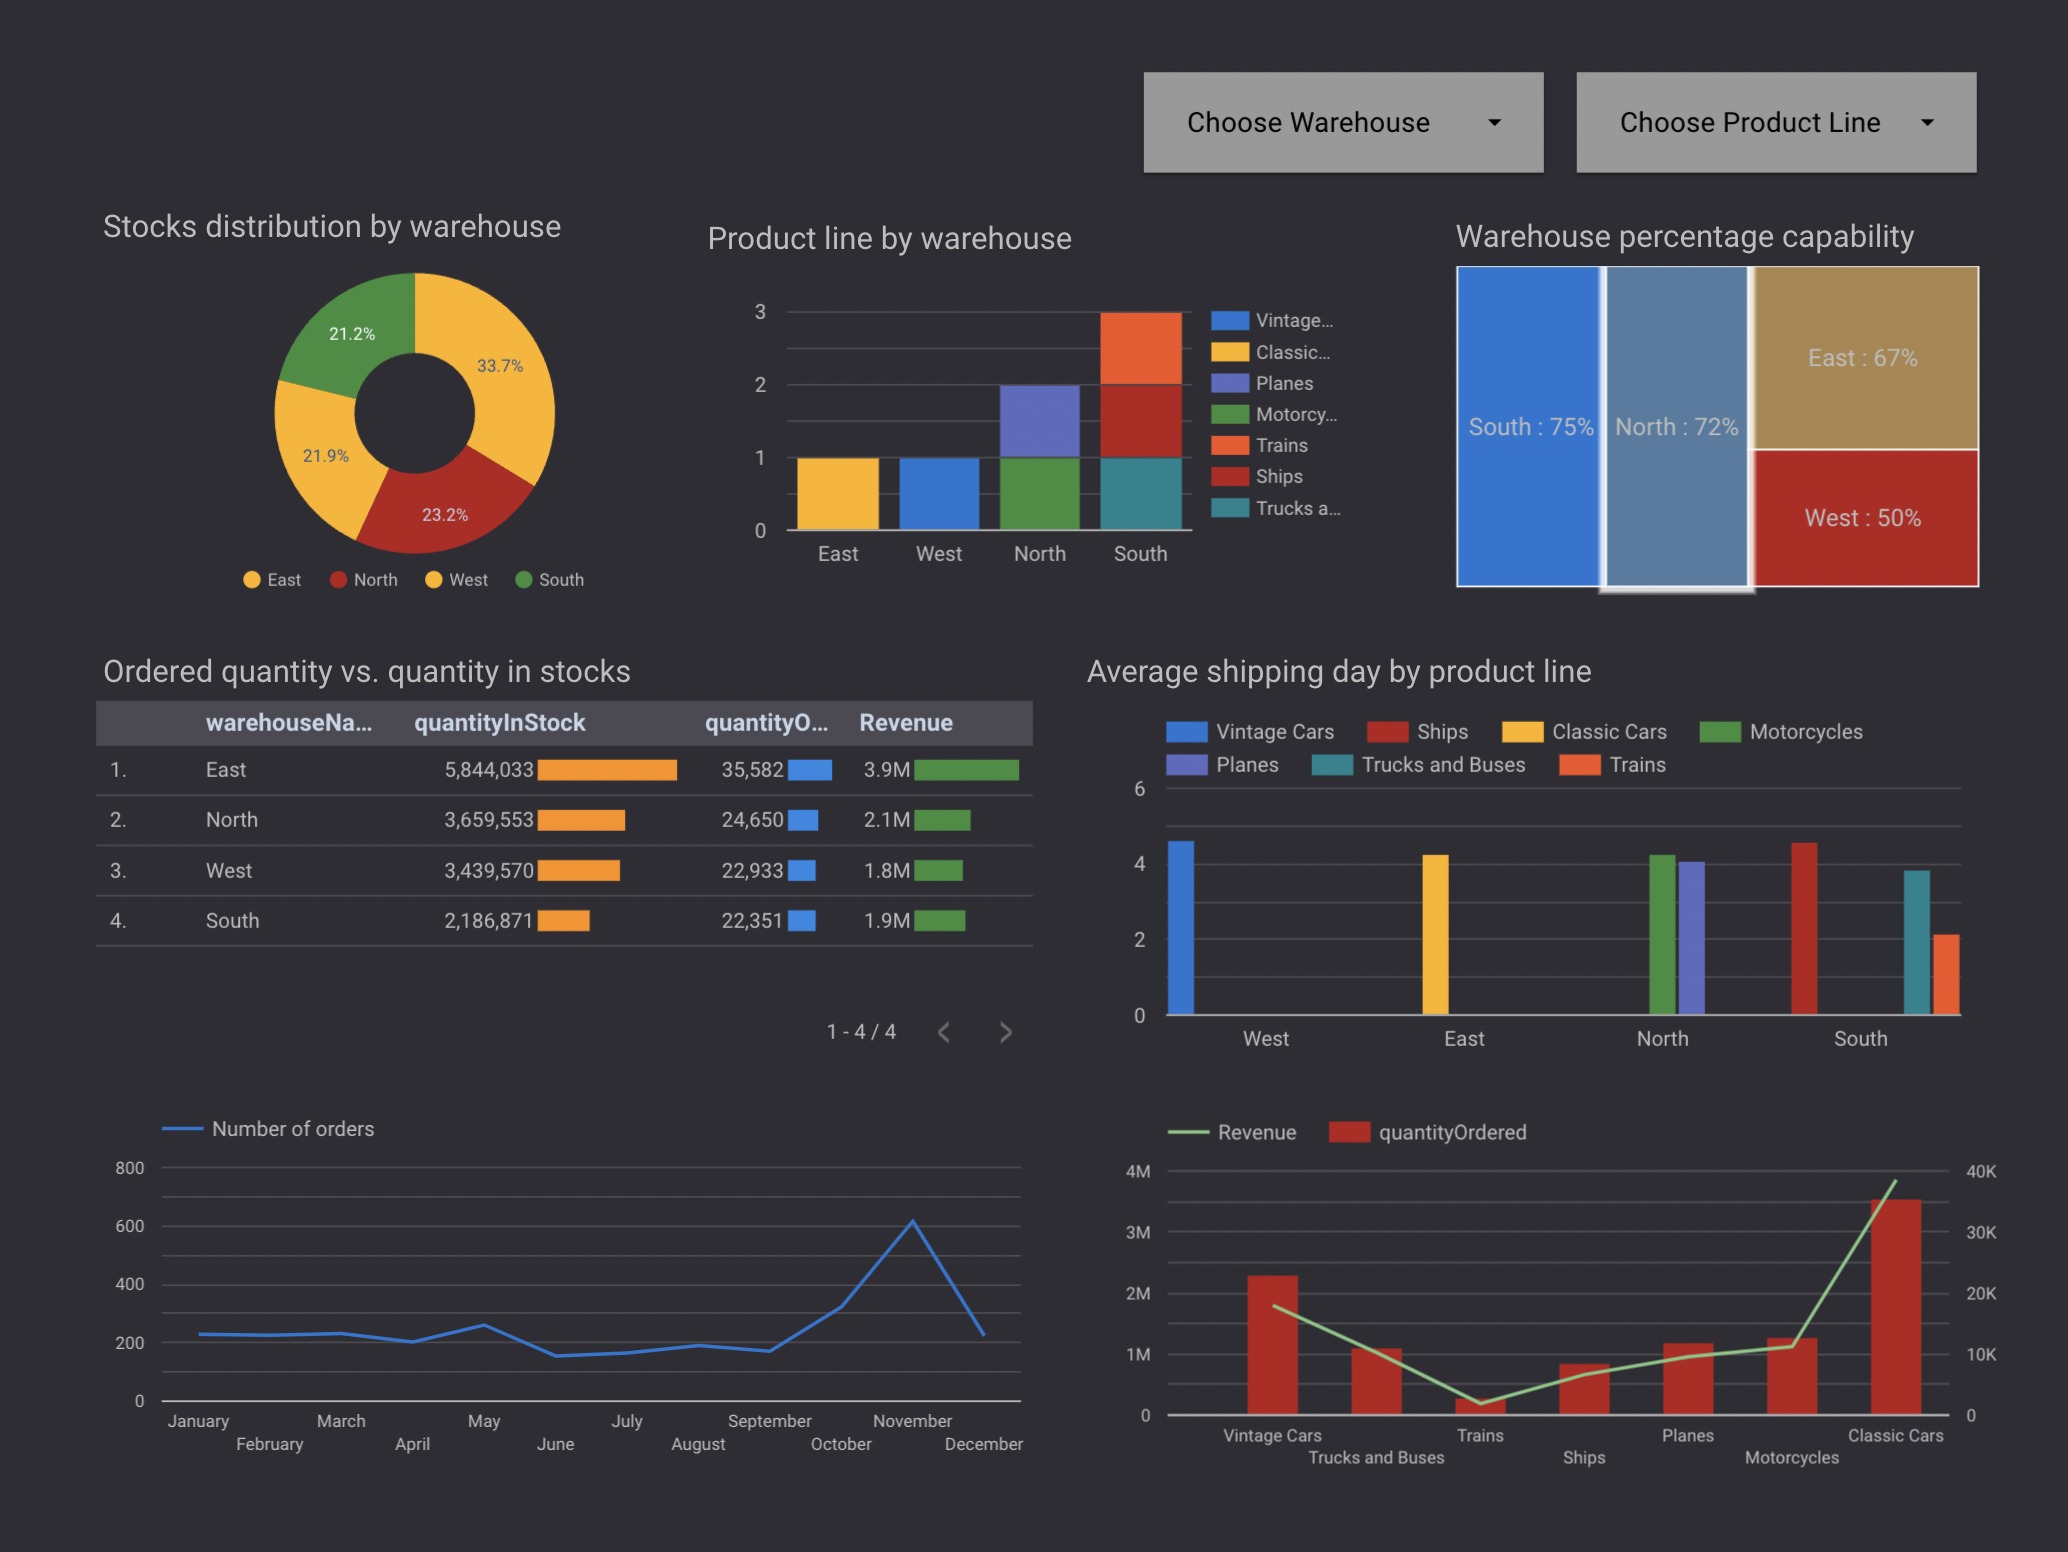 Choose Warehouse
Choose Product Line
Stocks distribution by warehouse
21.2%
33.7%
21.9%
23.2%
East North West South
Product line by warehouse
3
2
1
0
East West North South
Vintage...
Classic...
Planes
Motorcy...
Trains
Ships
Trucks a...
Warehouse percentage capability
South : 75%
North : 72%
East : 67%
West : 50%
Ordered quantity vs. quantity in stocks
warehouseNa... quantityInStock quantityO... Revenue
1. East 5,844,033 35,582 3.9M
2. North 3,659,553 24,650 2.1M
3. West 3,439,570 22,933 1.8M
4. South 2,186,871 22,351 1.9M
1 - 4 / 4
Average shipping day by product line
Vintage Cars Ships Classic Cars Motorcycles
Planes Trucks and Buses Trains
6
4
2
0
West East North South
Number of orders
800
600
400
200
0
January March May July September November
February April June August October December
Revenue quantityOrdered
4M 40K
3M 30K
2M 20K
1M 10K
0 0
Vintage Cars Trains Planes Classic Cars
Trucks and Buses Ships Motorcycles